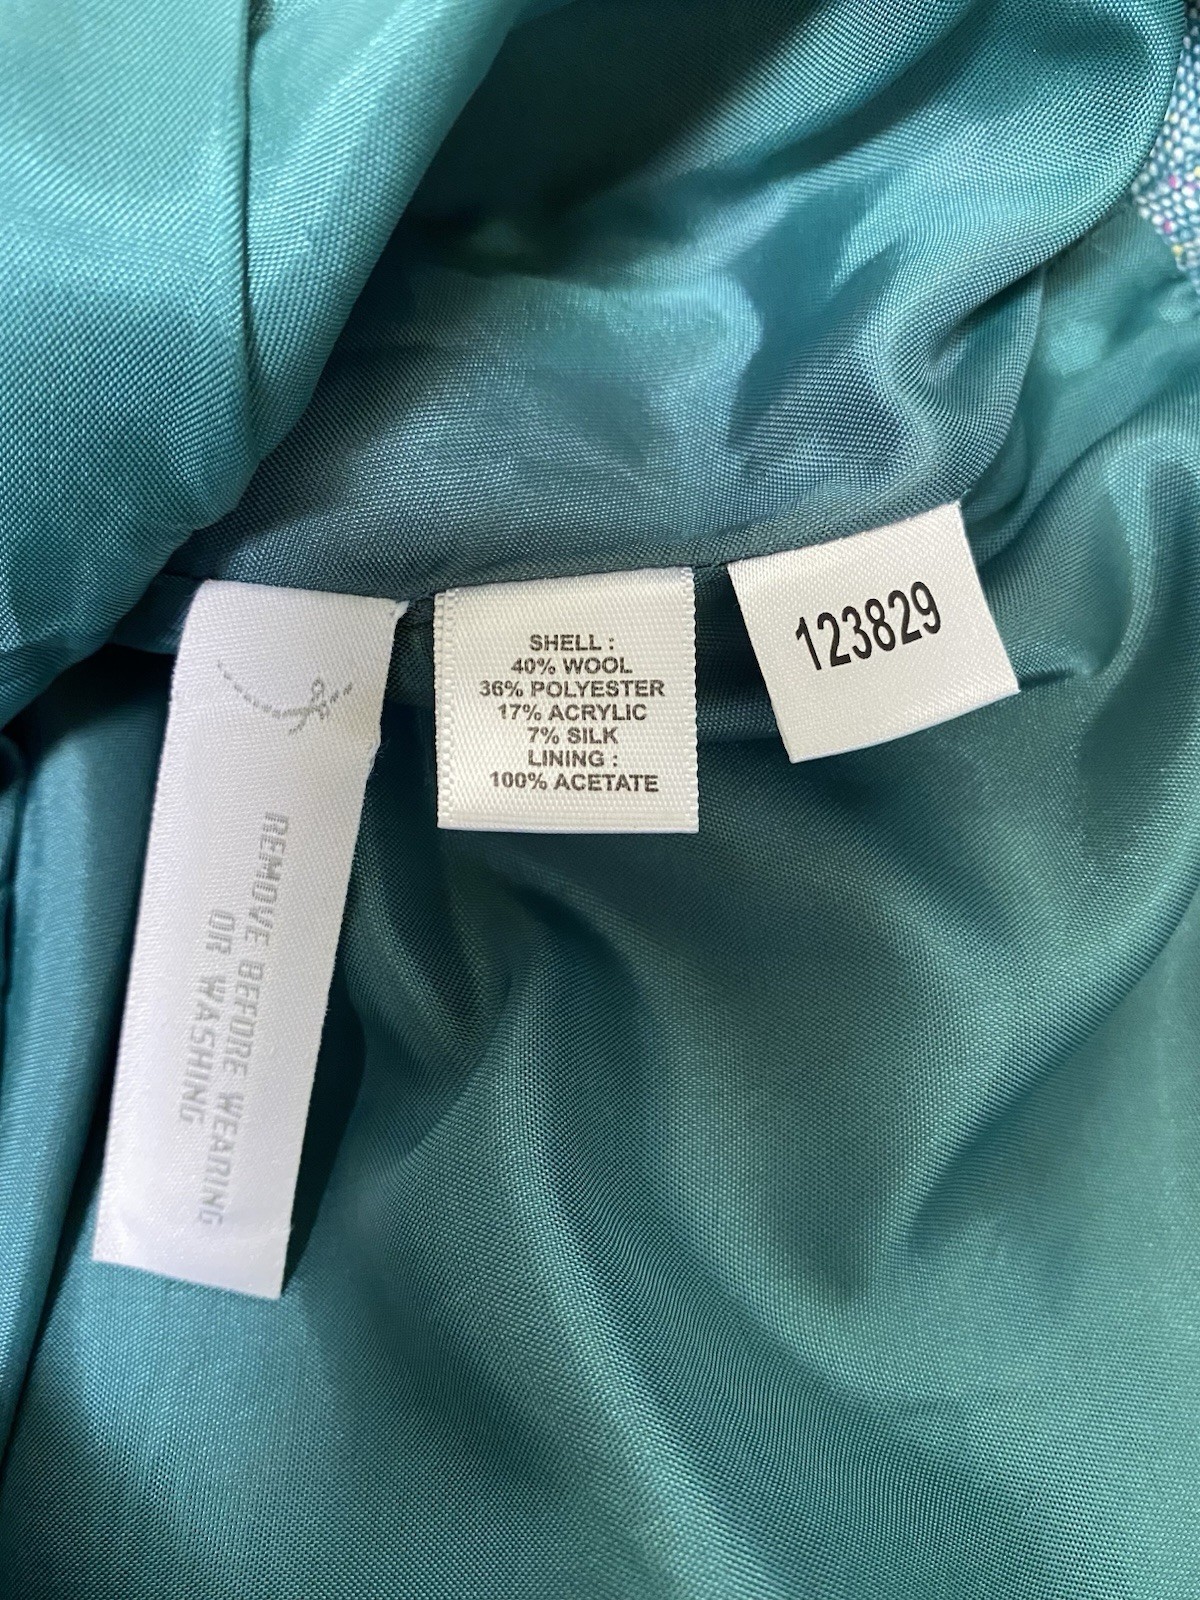 SHELL :
40% WOOL
36% POLYESTER
17% ACRYLIC
7% SILK
LINING :
100% ACETATE
123829
REMOVE BEFORE WEARING
OR WASHING